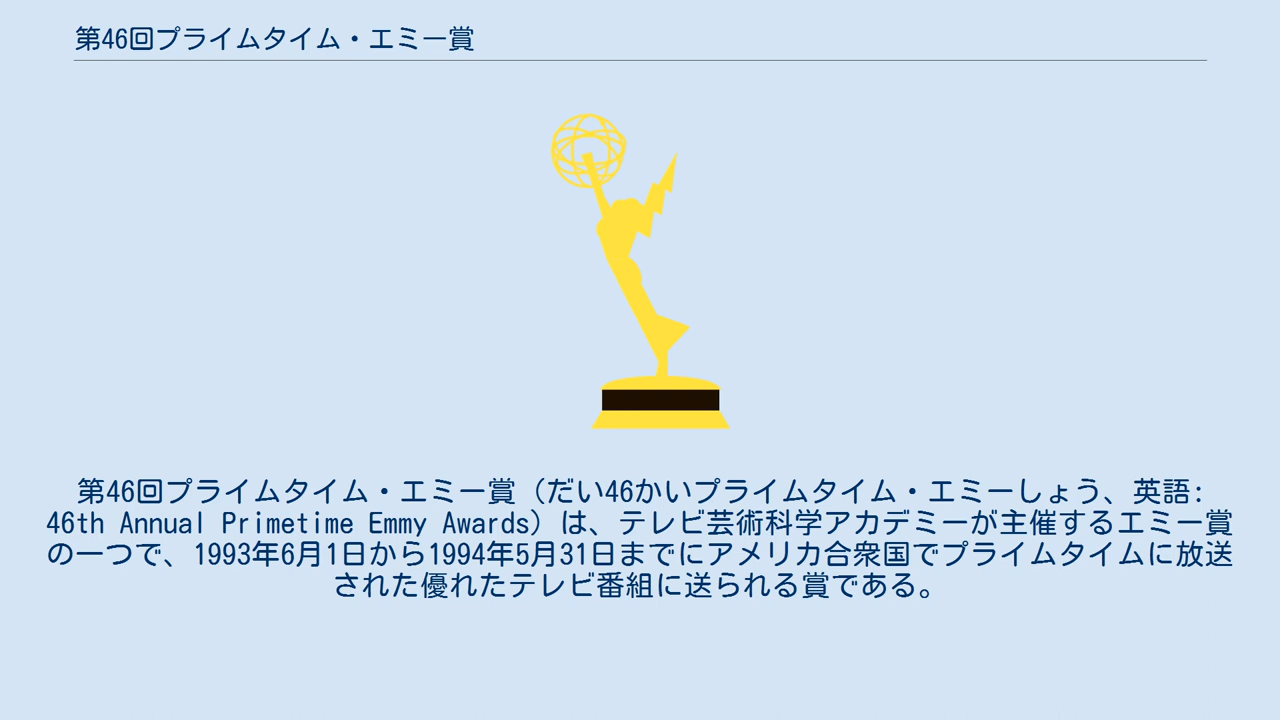 第46回プライムタイム・エミー賞
第46回プライムタイム・エミー賞（だい46かいプライムタイム・エミーしょう、英語:
46th Annual Primetime Emmy Awards）は、テレビ芸術科学アカデミーが主催するエミー賞
の一つで、1993年6月1日から1994年5月31日までにアメリカ合衆国でプライムタイムに放送
された優れたテレビ番組に送られる賞である。